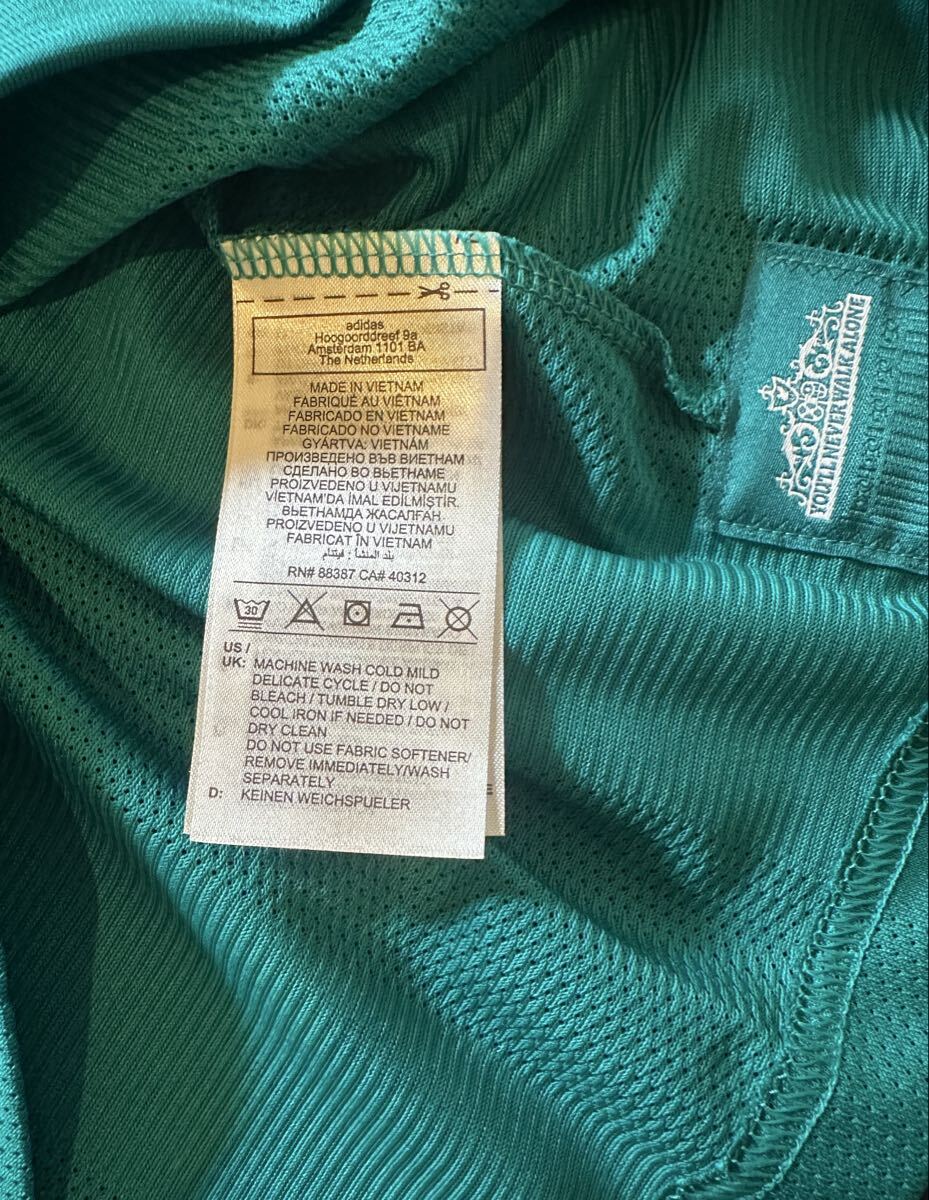 adidas
Hoogoorddreef 9a
Amsterdam 1101 BA
The Netherlands
MADE IN VIETNAM
FABRIQUÉ AU VIÊTNAM
FABRICADO EN VIETNAM
FABRICADO NO VIETNAME
GYÁRTVA: VIETNÁM
ПРОИЗВЕДЕНО ВЪВ ВИЕТНАМ
СДЕЛАНО ВО ВЬЕТНАМЕ
PROIZVEDENO U VIJETNAMU
VİETNAM'DA İMAL EDİLMİŞTİR.
ВЬЕТНАМДА ЖАСАЛҒАН
PROIZVEDENO U VIJETNAMU
FABRICAT ÎN VIETNAM
بلد المنشأ : فيتنام
RN# 88387 CA# 40312
30
US /
UK: MACHINE WASH COLD MILD
DELICATE CYCLE / DO NOT
BLEACH / TUMBLE DRY LOW /
COOL IRON IF NEEDED / DO NOT
DRY CLEAN
DO NOT USE FABRIC SOFTENER/
REMOVE IMMEDIATELY/WASH
SEPARATELY
D: KEINEN WEICHSPUELER
YOU'LL NEVER WALK ALONE